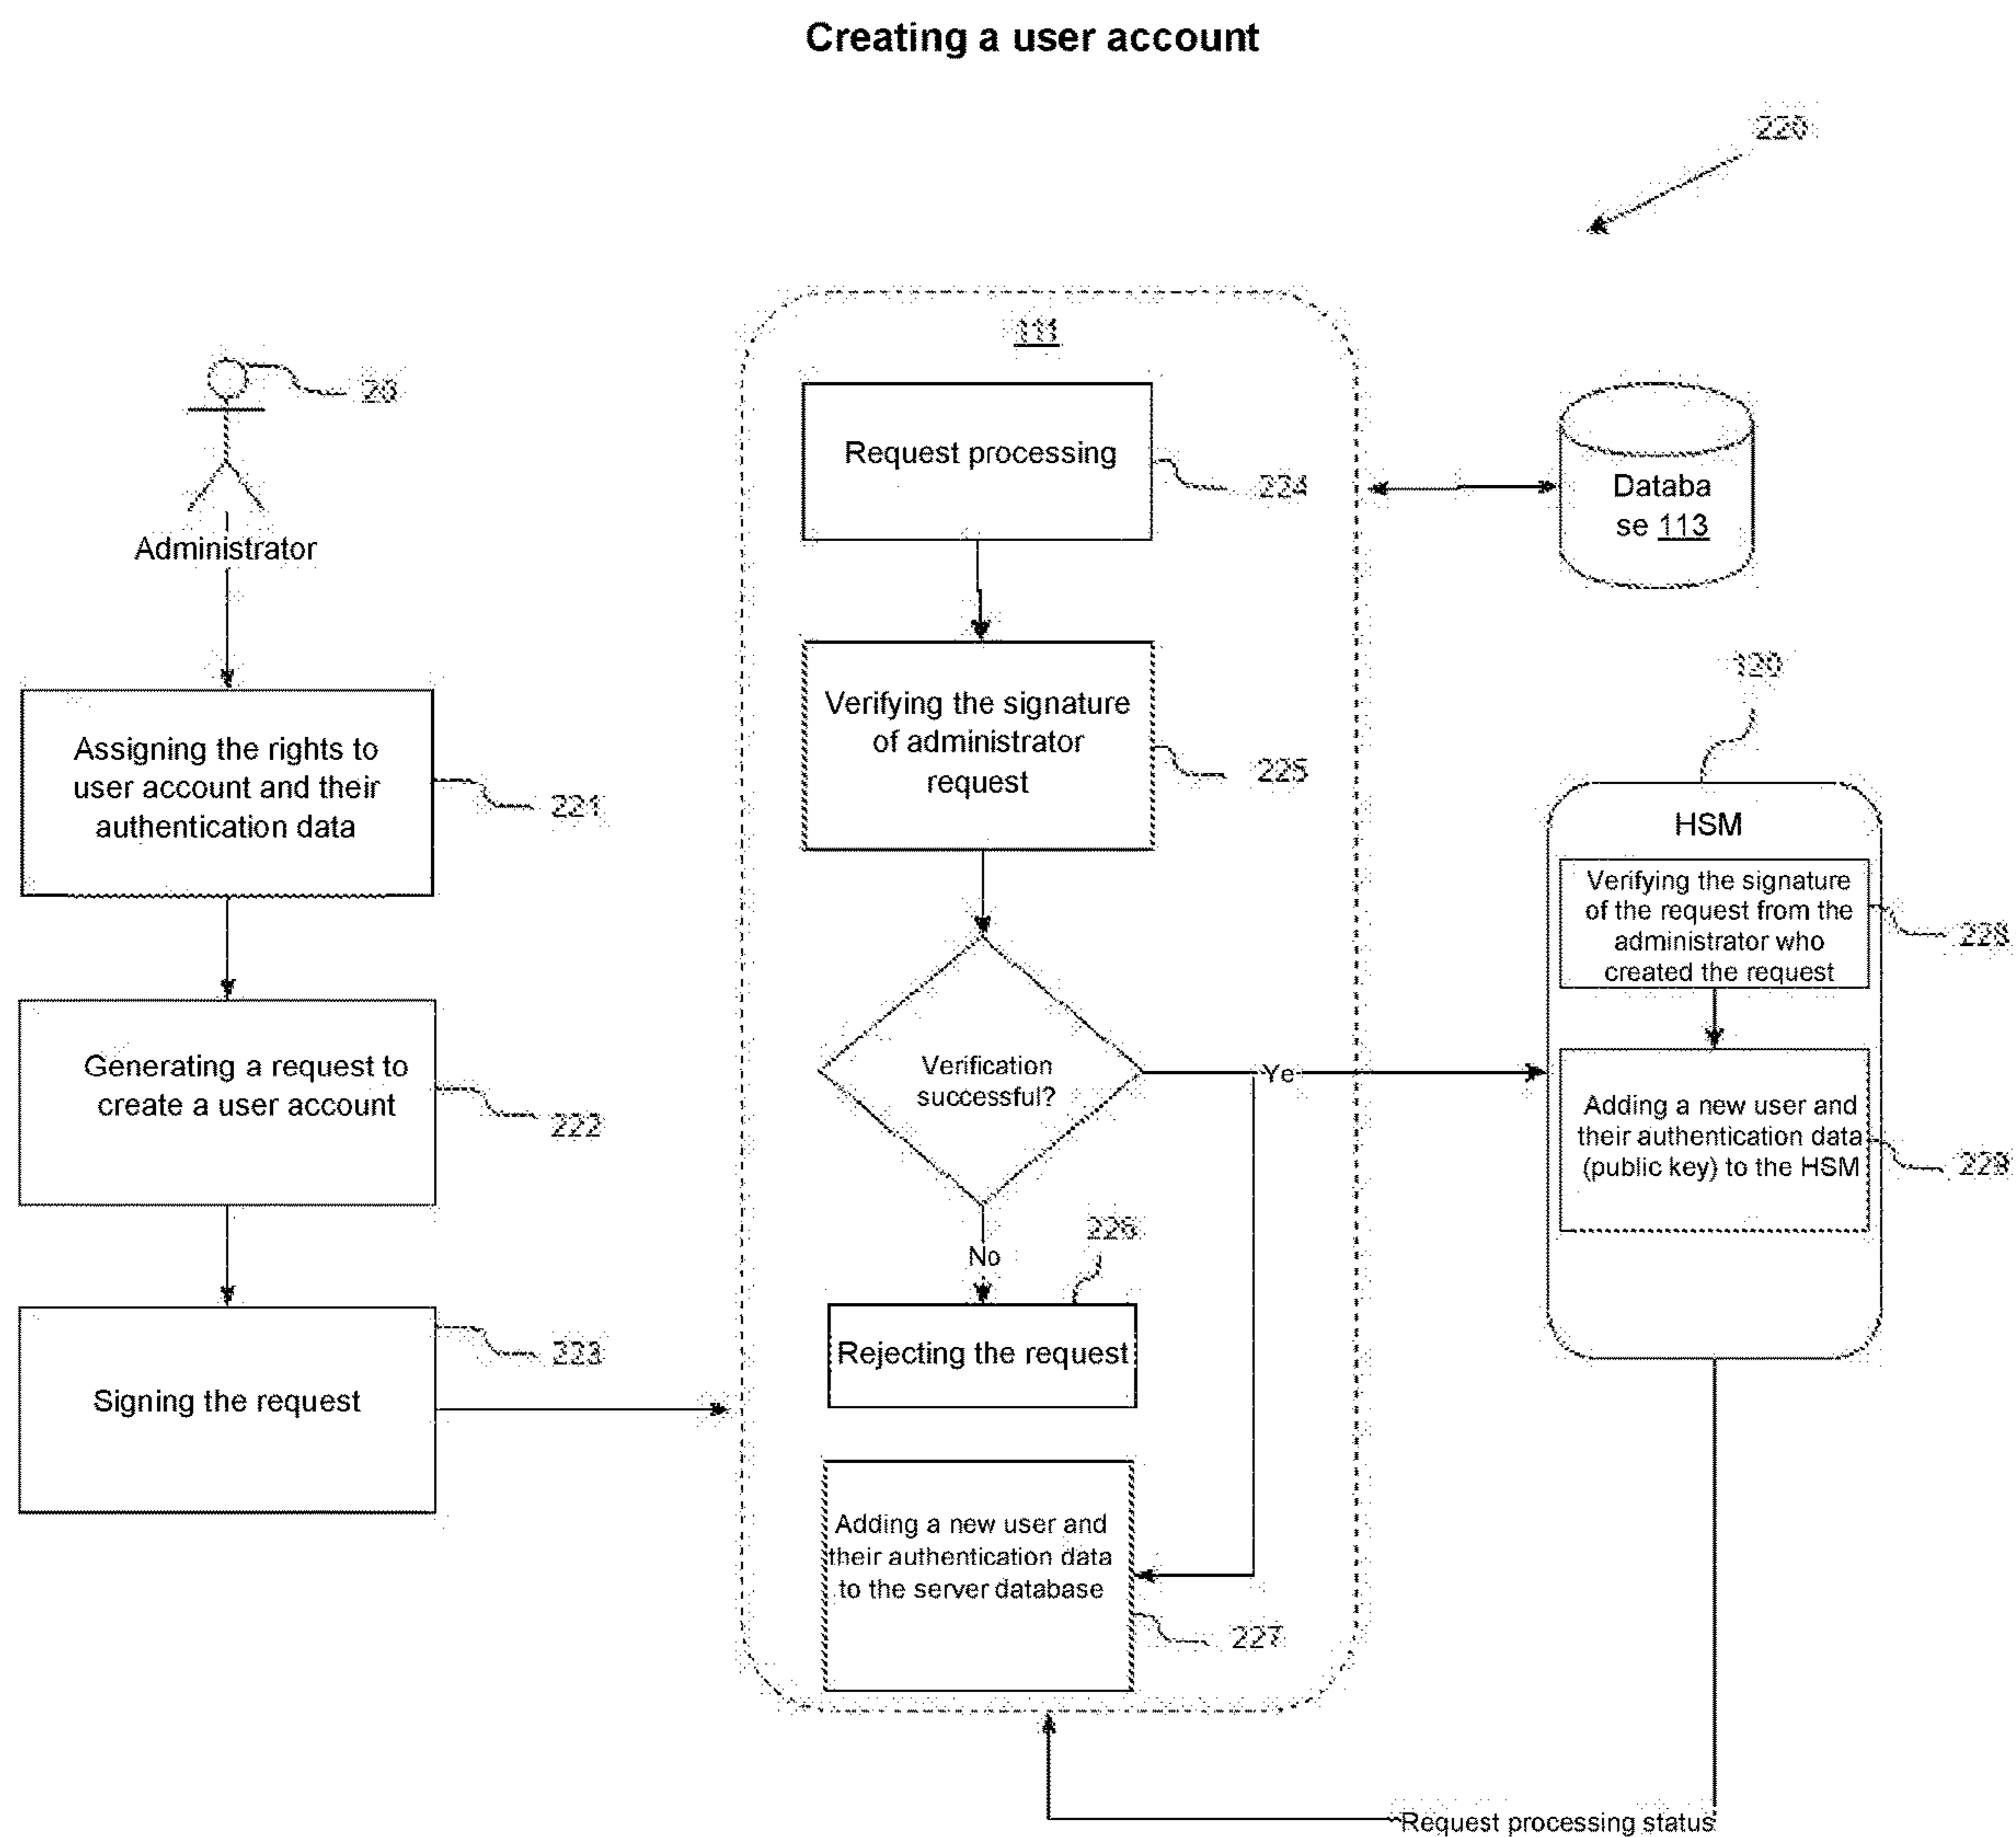 Creating a user account
220
111
20
Administrator
Request processing
224
Databa
se 113
Verifying the signature
of administrator
request
225
120
Assigning the rights to
user account and their
authentication data
221
HSM
Verifying the signature
of the request from the
administrator who
created the request
228
Generating a request to
create a user account
222
Verification
successful?
Ye
Adding a new user and
their authentication data
(public key) to the HSM
229
No
226
Signing the request
223
Rejecting the request
Adding a new user and
their authentication data
to the server database
227
Request processing status